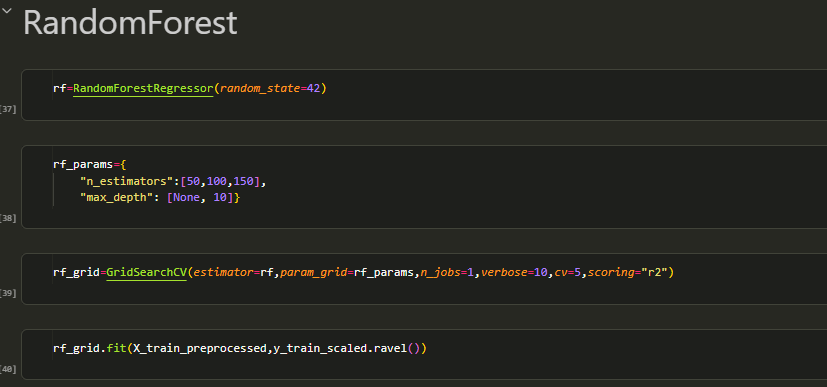 RandomForest
rf=RandomForestRegressor(random_state=42)
[37]
rf_params={
"n_estimators":[50,100,150],
"max_depth": [None, 10]}
[38]
rf_grid=GridSearchCV(estimator=rf,param_grid=rf_params,n_jobs=1,verbose=10,cv=5,scoring="r2")
[39]
rf_grid.fit(X_train_preprocessed,y_train_scaled.ravel())
[40]